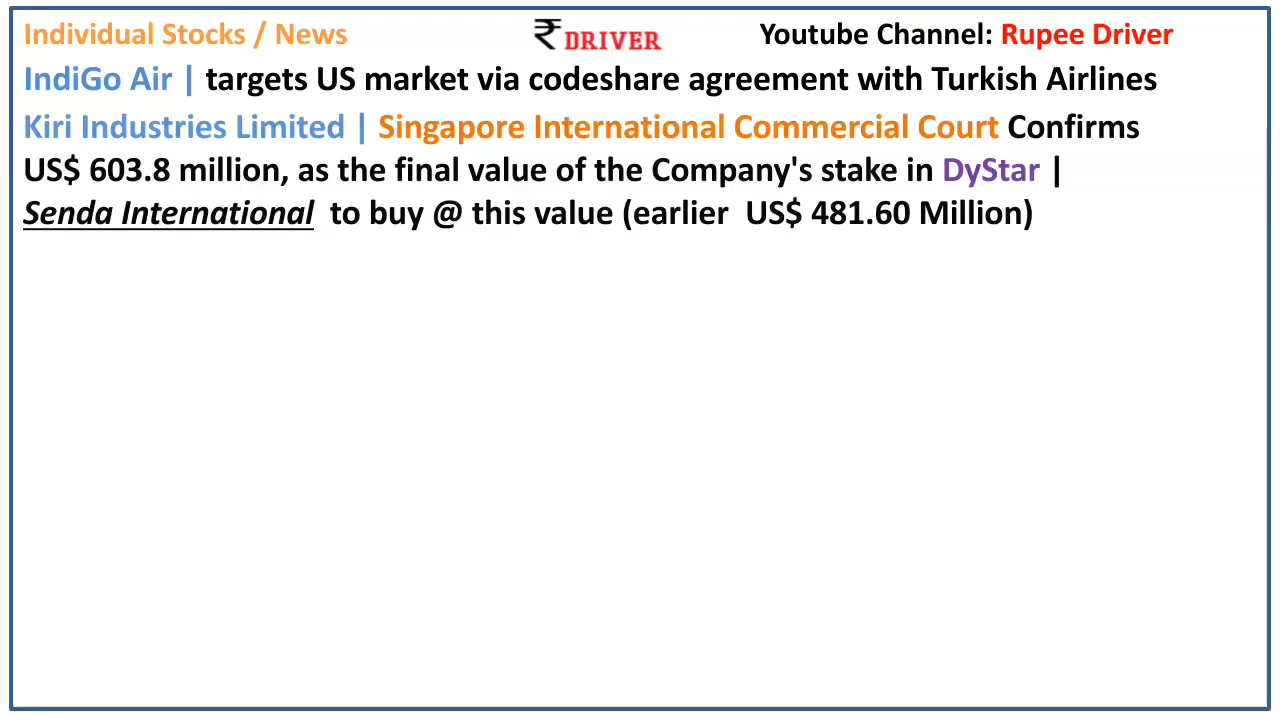 Individual Stocks / News
₹ DRIVER
Youtube Channel: Rupee Driver
IndiGo Air | targets US market via codeshare agreement with Turkish Airlines
Kiri Industries Limited | Singapore International Commercial Court Confirms
US$ 603.8 million, as the final value of the Company's stake in DyStar |
Senda International to buy @ this value (earlier US$ 481.60 Million)